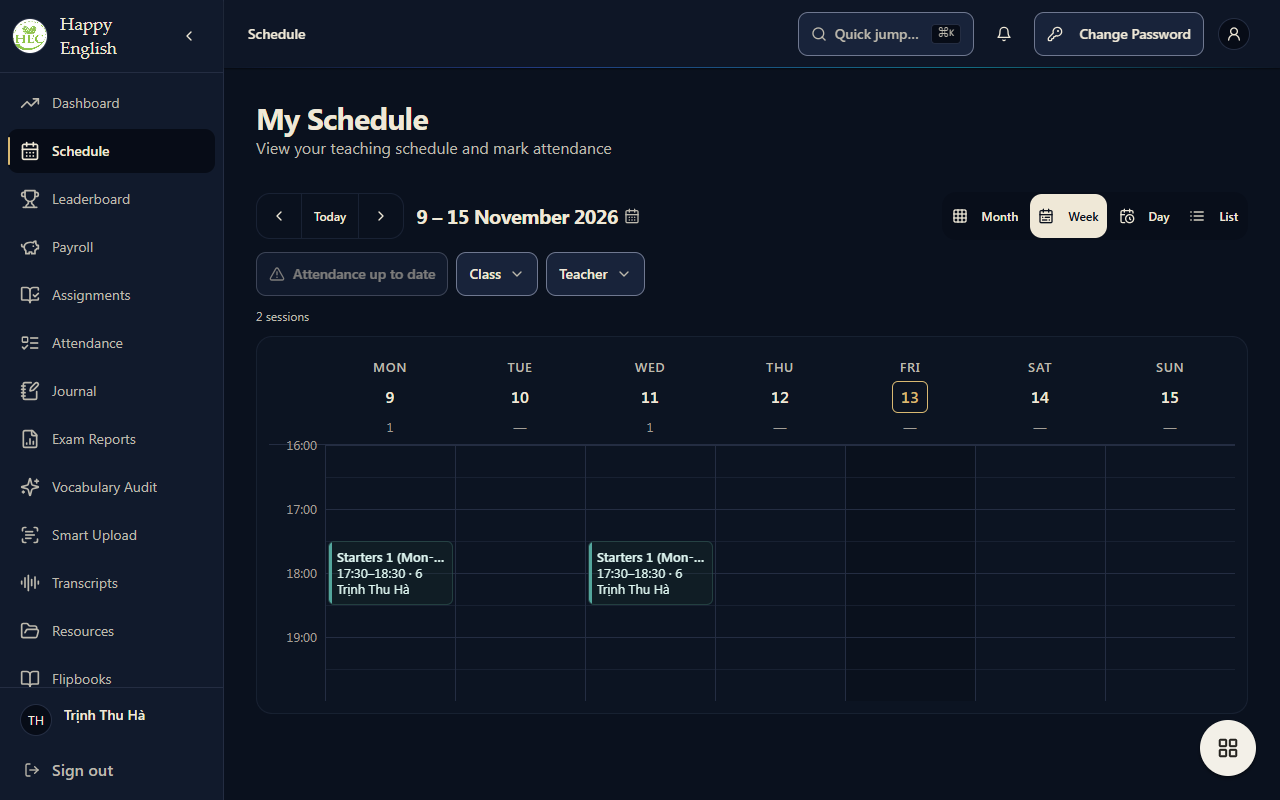 HEC
Happy
English
Schedule
Quick jump...
⌘K
Change Password
Dashboard
Schedule
Leaderboard
Payroll
Assignments
Attendance
Journal
Exam Reports
Vocabulary Audit
Smart Upload
Transcripts
Resources
Flipbooks
TH
Trịnh Thu Hà
Sign out
My Schedule
View your teaching schedule and mark attendance
Today
9 – 15 November 2026
Month
Week
Day
List
Attendance up to date
Class
Teacher
2 sessions
MON TUE WED THU FRI SAT SUN
9 10 11 12 13 14 15
1 — 1 — — — —
16:00
17:00
18:00
19:00
Starters 1 (Mon-...
17:30–18:30 · 6
Trịnh Thu Hà
Starters 1 (Mon-...
17:30–18:30 · 6
Trịnh Thu Hà